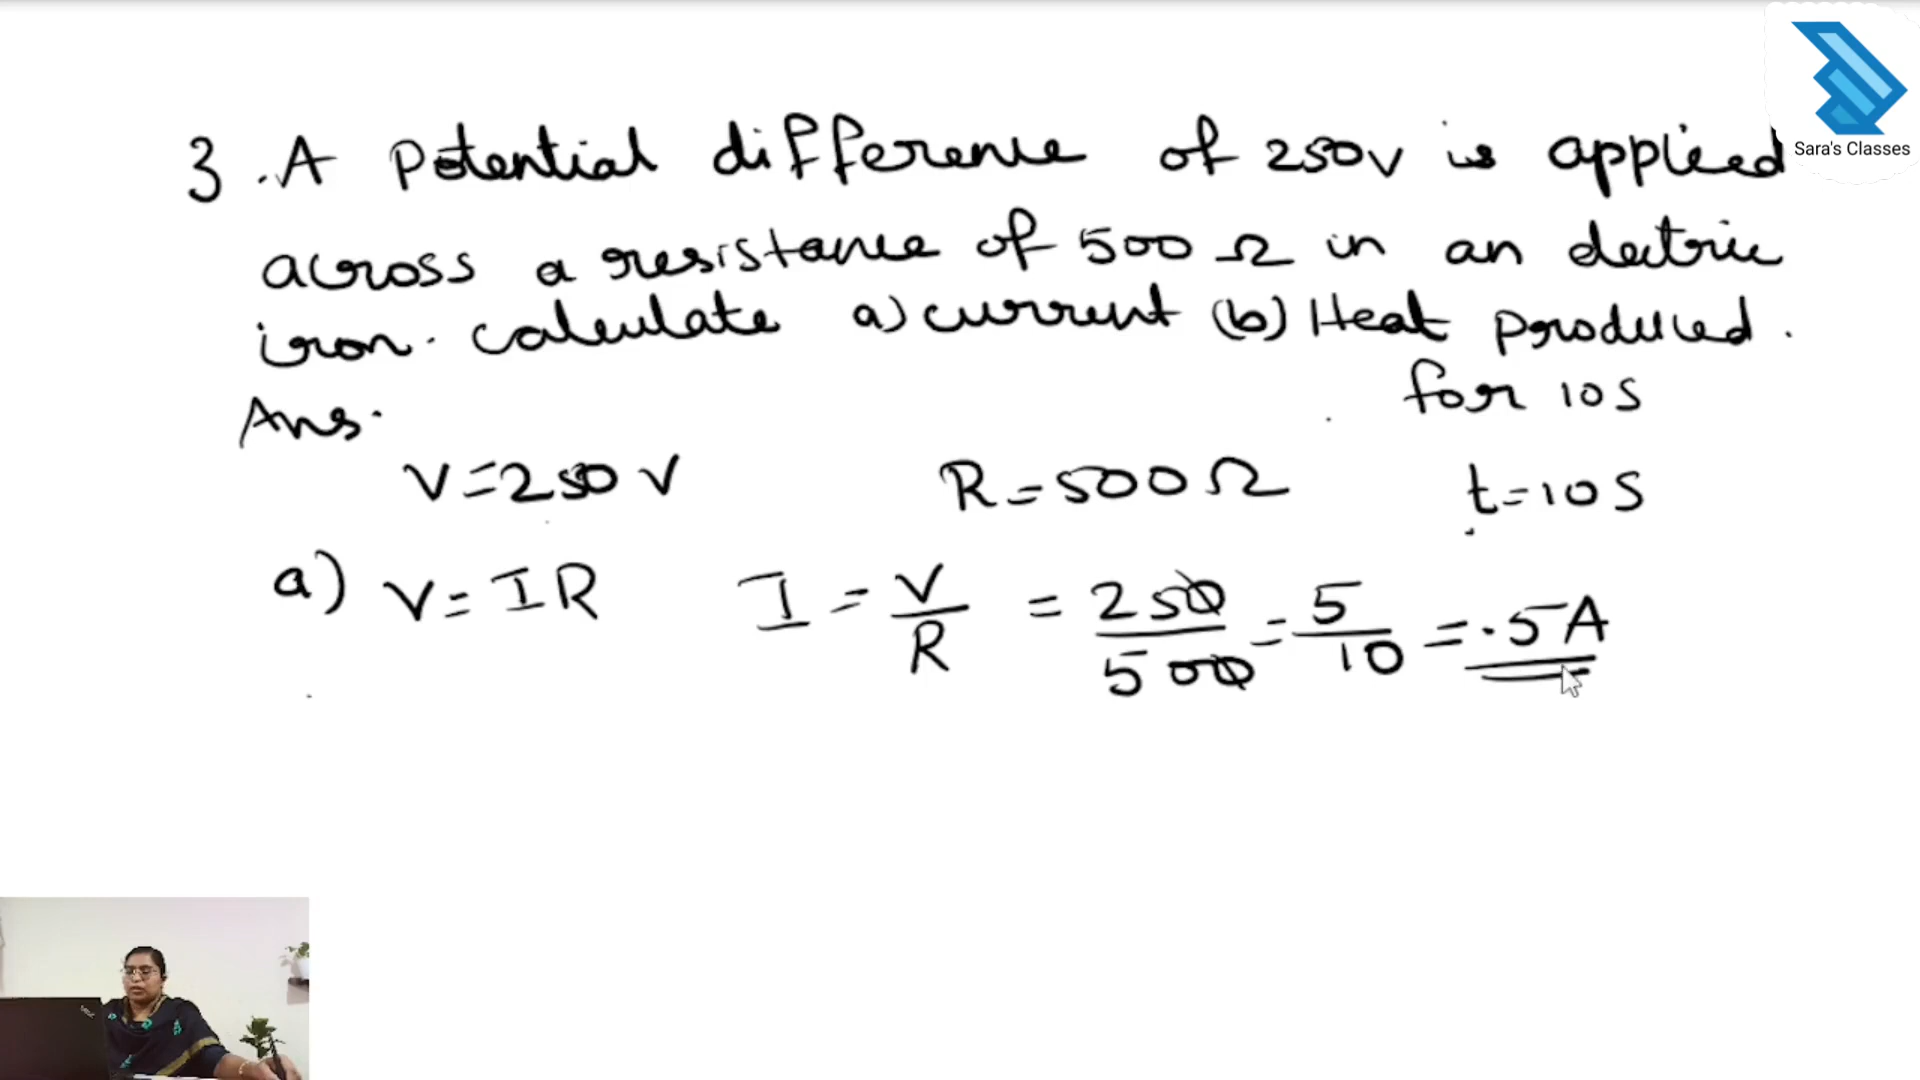 Sara's Classes
3. A Potential difference of 250V is applied
across a resistance of 500 Ω in an electric
iron. calculate a) current (b) Heat produced.
for 10S
Ans.
V=250 V R=500Ω t=10S
a) V=IR I = V/R = 250/500 = 5/10 = .5A